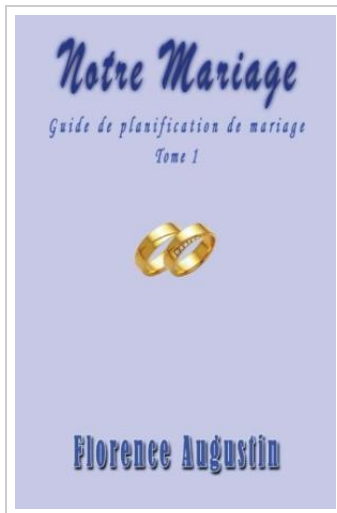 Notre Mariage
Guide de planification de mariage
Tome 1
Florence Augustin